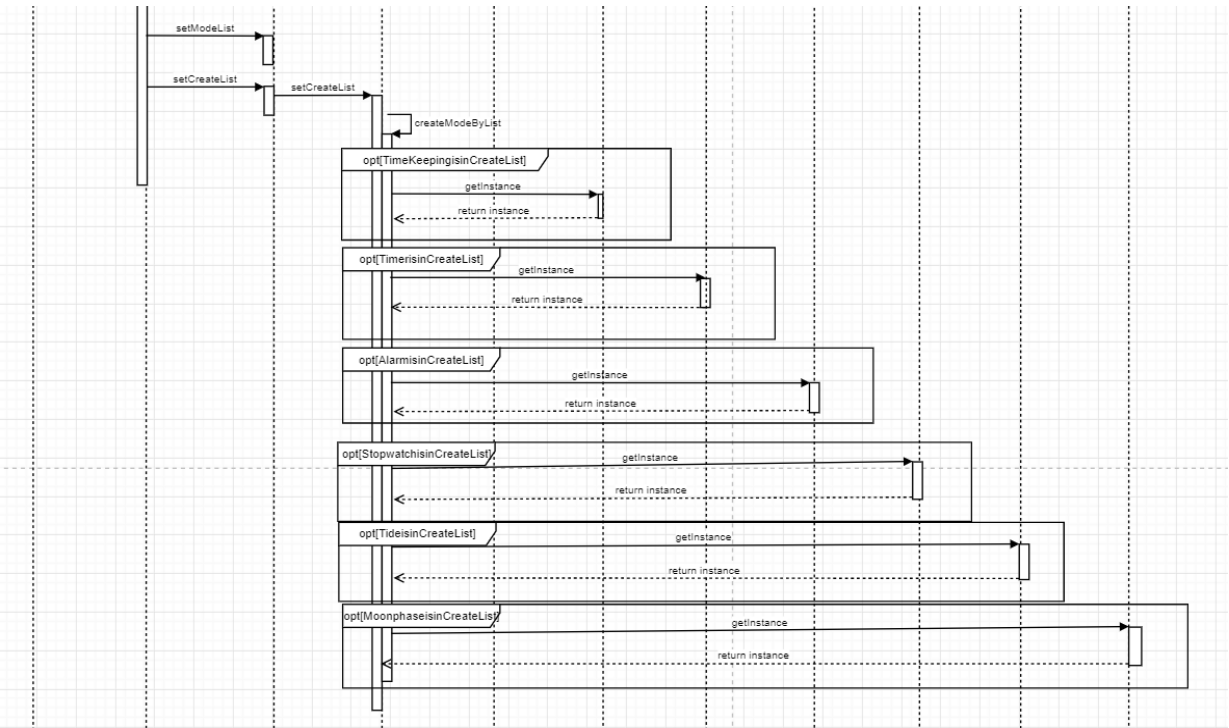 setModeList
setCreateList
setCreateList
createModeByList
opt[TimeKeepingisinCreateList]
getInstance
return instance
opt[TimerisinCreateList]
getInstance
return instance
opt[AlarmisinCreateList]
getInstance
return instance
opt[StopwatchisinCreateList]
getInstance
return instance
opt[TideisinCreateList]
getInstance
return instance
opt[MoonphaseisinCreateList]
getInstance
return instance